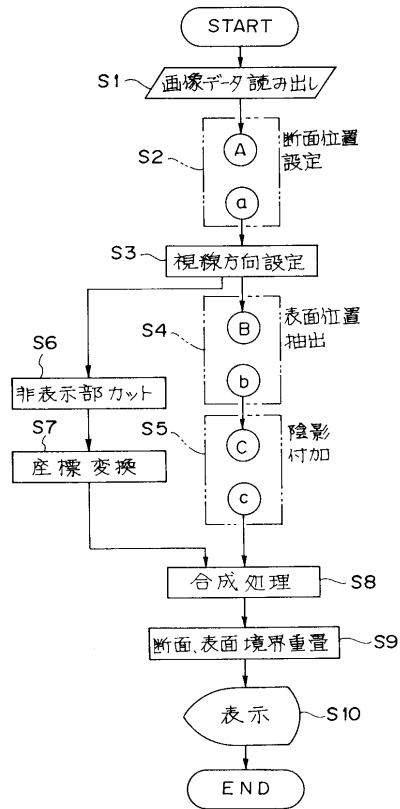 START
S1
画像データ読み出し
S2
A
断面位置
設定
a
S3
視線方向設定
S4
B
表面位置
抽出
b
S6
非表示部カット
S7
座標変換
S5
C
陰影
付加
c
合成処理
S8
断面、表面境界重畳
S9
表示
S10
END